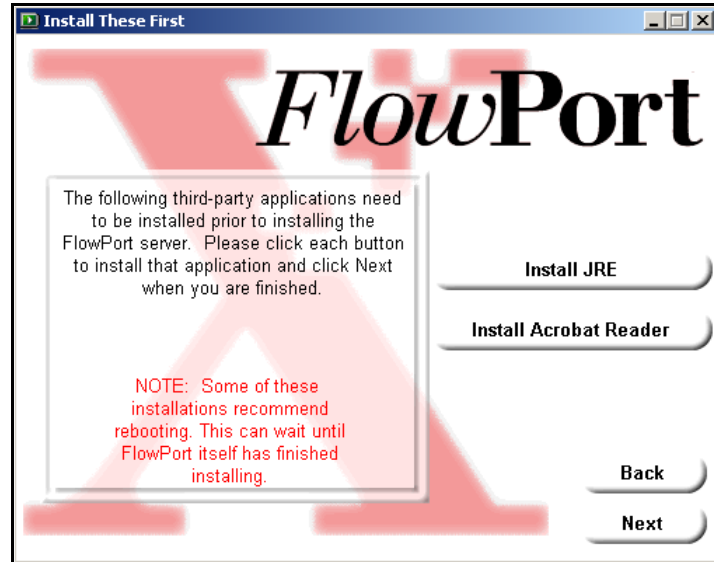 Install These First
FlowPort
The following third-party applications need
to be installed prior to installing the
FlowPort server.  Please click each button
to install that application and click Next
when you are finished.
NOTE:  Some of these
installations recommend
rebooting. This can wait until
FlowPort itself has finished
installing.
Install JRE
Install Acrobat Reader
Back
Next